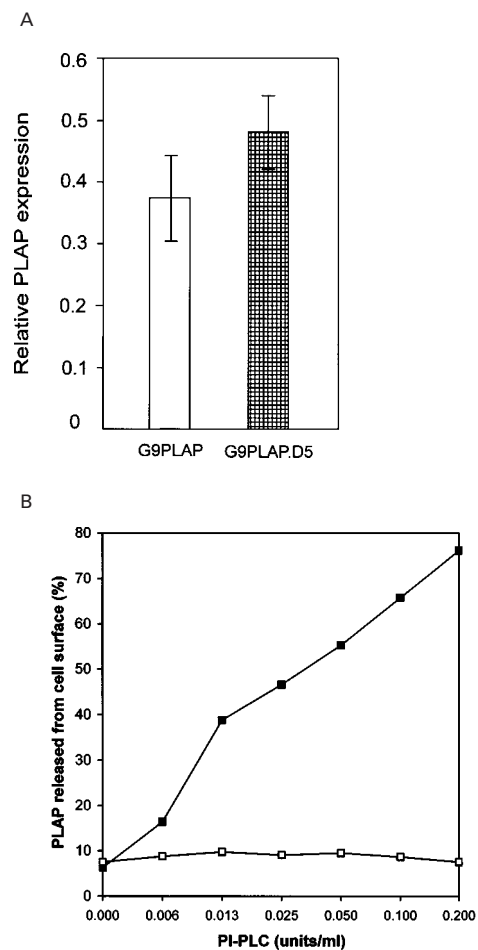 A
Relative PLAP expression
0.6
0.5
0.4
0.3
0.2
0.1
0
G9PLAP
G9PLAP.D5
B
PLAP released from cell surface (%)
80
70
60
50
40
30
20
10
0
0.000 0.006 0.013 0.025 0.050 0.100 0.200
PI-PLC (units/ml)